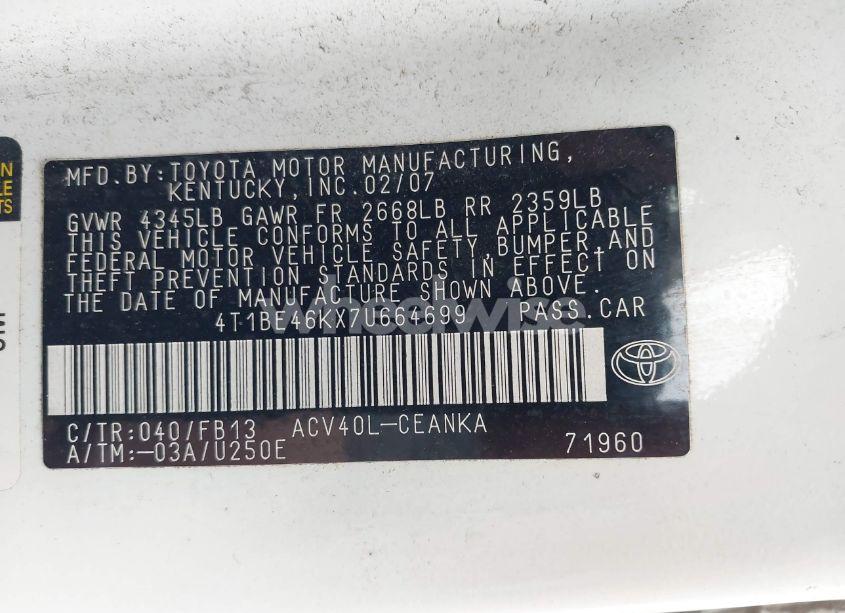 MFD.BY:TOYOTA MOTOR MANUFACTURING,
KENTUCKY,INC.02/07
GVWR 4345LB GAWR FR 2668LB RR 2359LB
THIS VEHICLE CONFORMS TO ALL APPLICABLE
FEDERAL MOTOR VEHICLE SAFETY,BUMPER,AND
THEFT PREVENTION STANDARDS IN EFFECT ON
THE DATE OF MANUFACTURE SHOWN ABOVE.
4T1BE46KX7U664699 PASS.CAR
wheelwise
C/TR:040/FB13 ACV40L-CEANKA
A/TM:-03A/U250E 71960